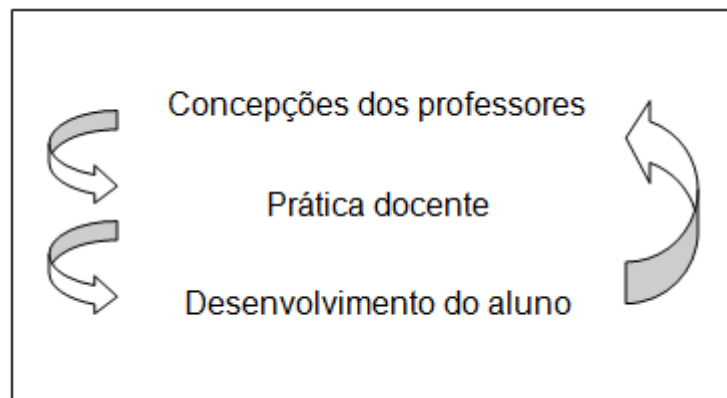 Concepções dos professores
Prática docente
Desenvolvimento do aluno